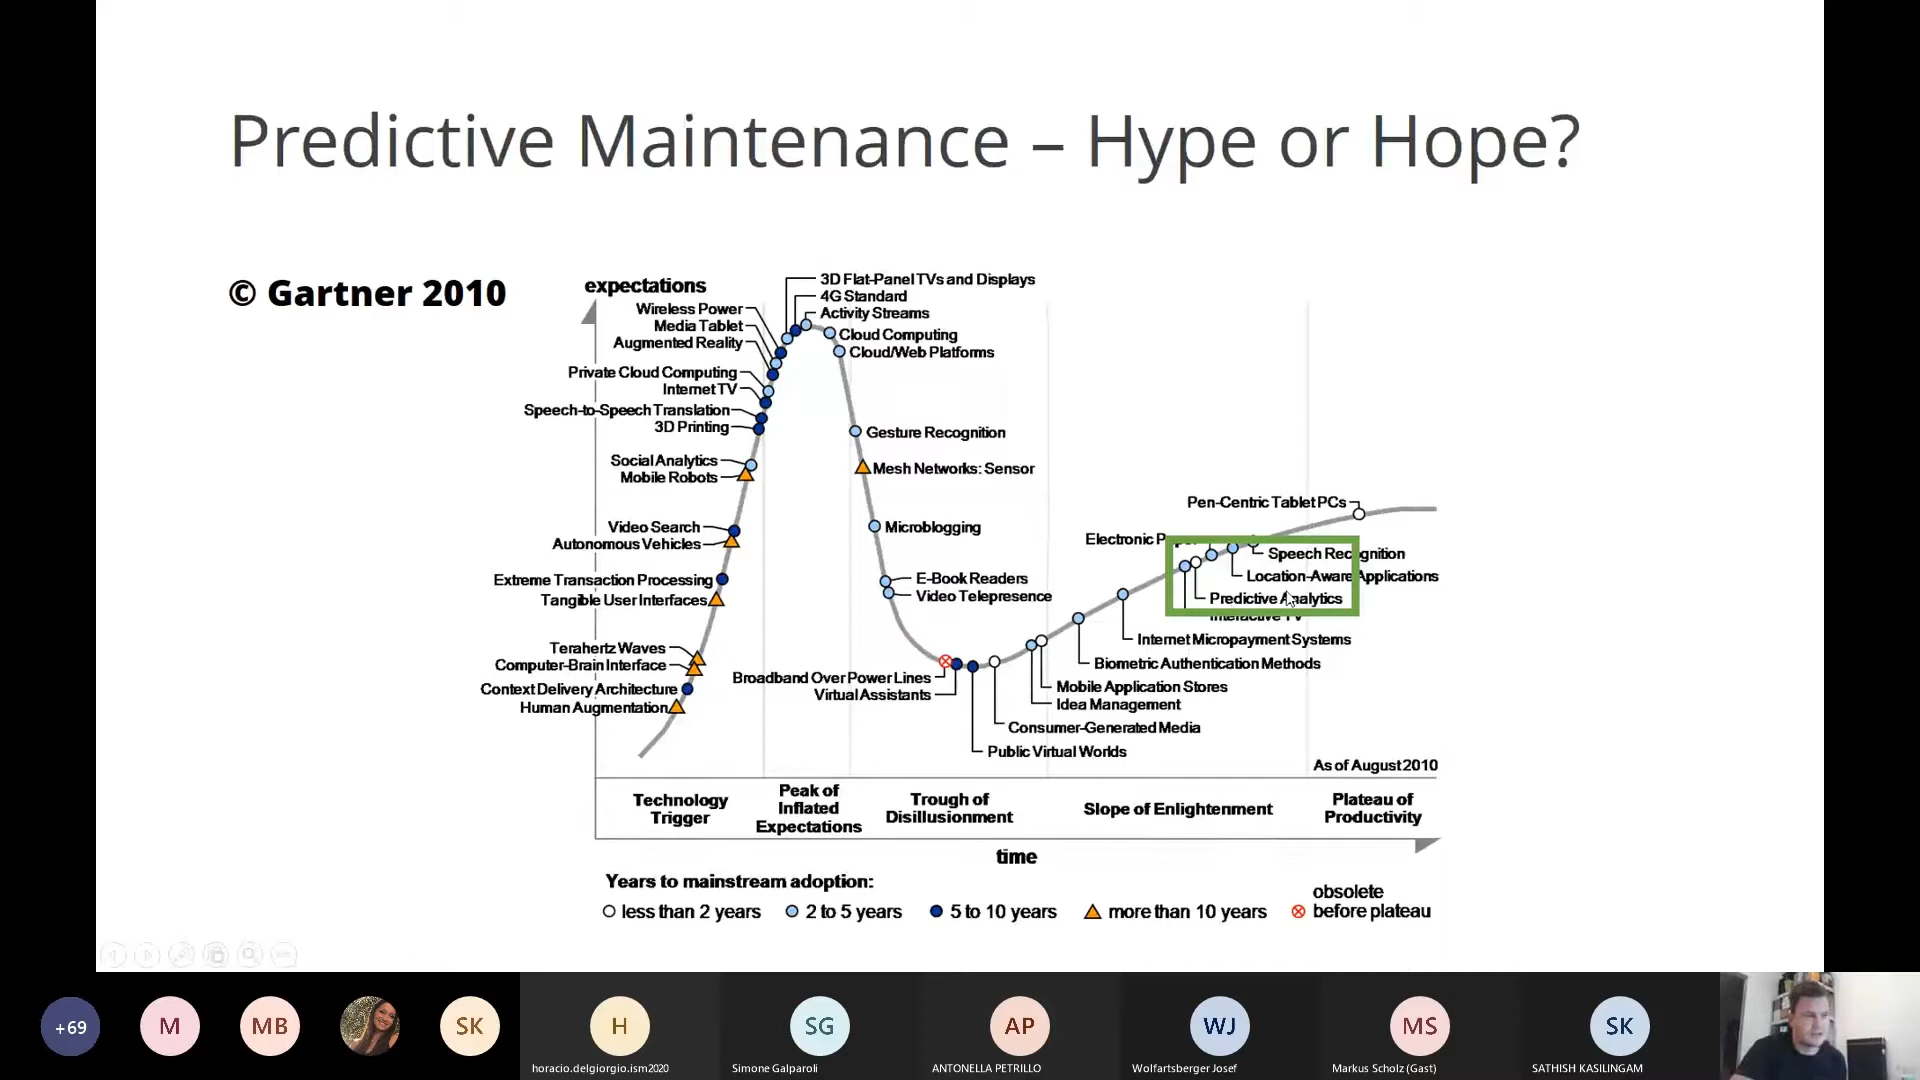 Predictive Maintenance – Hype or Hope?
© Gartner 2010
expectations
3D Flat-Panel TVs and Displays
4G Standard
Activity Streams
Wireless Power
Media Tablet
Augmented Reality
Cloud Computing
Cloud/Web Platforms
Private Cloud Computing
Internet TV
Speech-to-Speech Translation
3D Printing
Gesture Recognition
Social Analytics
Mobile Robots
Mesh Networks: Sensor
Pen-Centric Tablet PCs
Video Search
Autonomous Vehicles
Microblogging
Electronic Paper
Speech Recognition
Location-Aware Applications
Predictive Analytics
Interactive TV
Extreme Transaction Processing
Tangible User Interfaces
E-Book Readers
Video Telepresence
Internet Micropayment Systems
Biometric Authentication Methods
Terahertz Waves
Computer-Brain Interface
Context Delivery Architecture
Human Augmentation
Broadband Over Power Lines
Virtual Assistants
Mobile Application Stores
Idea Management
Consumer-Generated Media
Public Virtual Worlds
As of August 2010
Technology
Trigger
Peak of
Inflated
Expectations
Trough of
Disillusionment
Slope of Enlightenment
Plateau of
Productivity
time
Years to mainstream adoption:
less than 2 years
2 to 5 years
5 to 10 years
more than 10 years
obsolete
before plateau
+69
M
MB
SK
H
horacio.delgiorgio.ism2020
SG
Simone Galparoli
AP
ANTONELLA PETRILLO
WJ
Wolfartsberger Josef
MS
Markus Scholz (Gast)
SK
SATHISH KASILINGAM